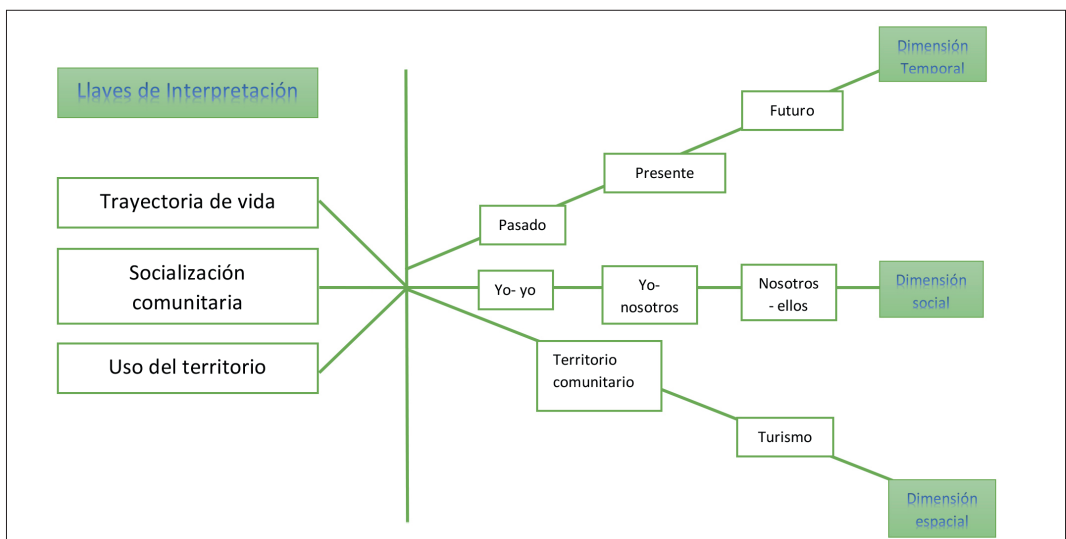 Llaves de Interpretación
Trayectoria de vida
Socialización
comunitaria
Uso del territorio
Dimensión
Temporal
Futuro
Presente
Pasado
Yo- yo
Yo-
nosotros
Nosotros
- ellos
Dimensión
social
Territorio
comunitario
Turismo
Dimensión
espacial